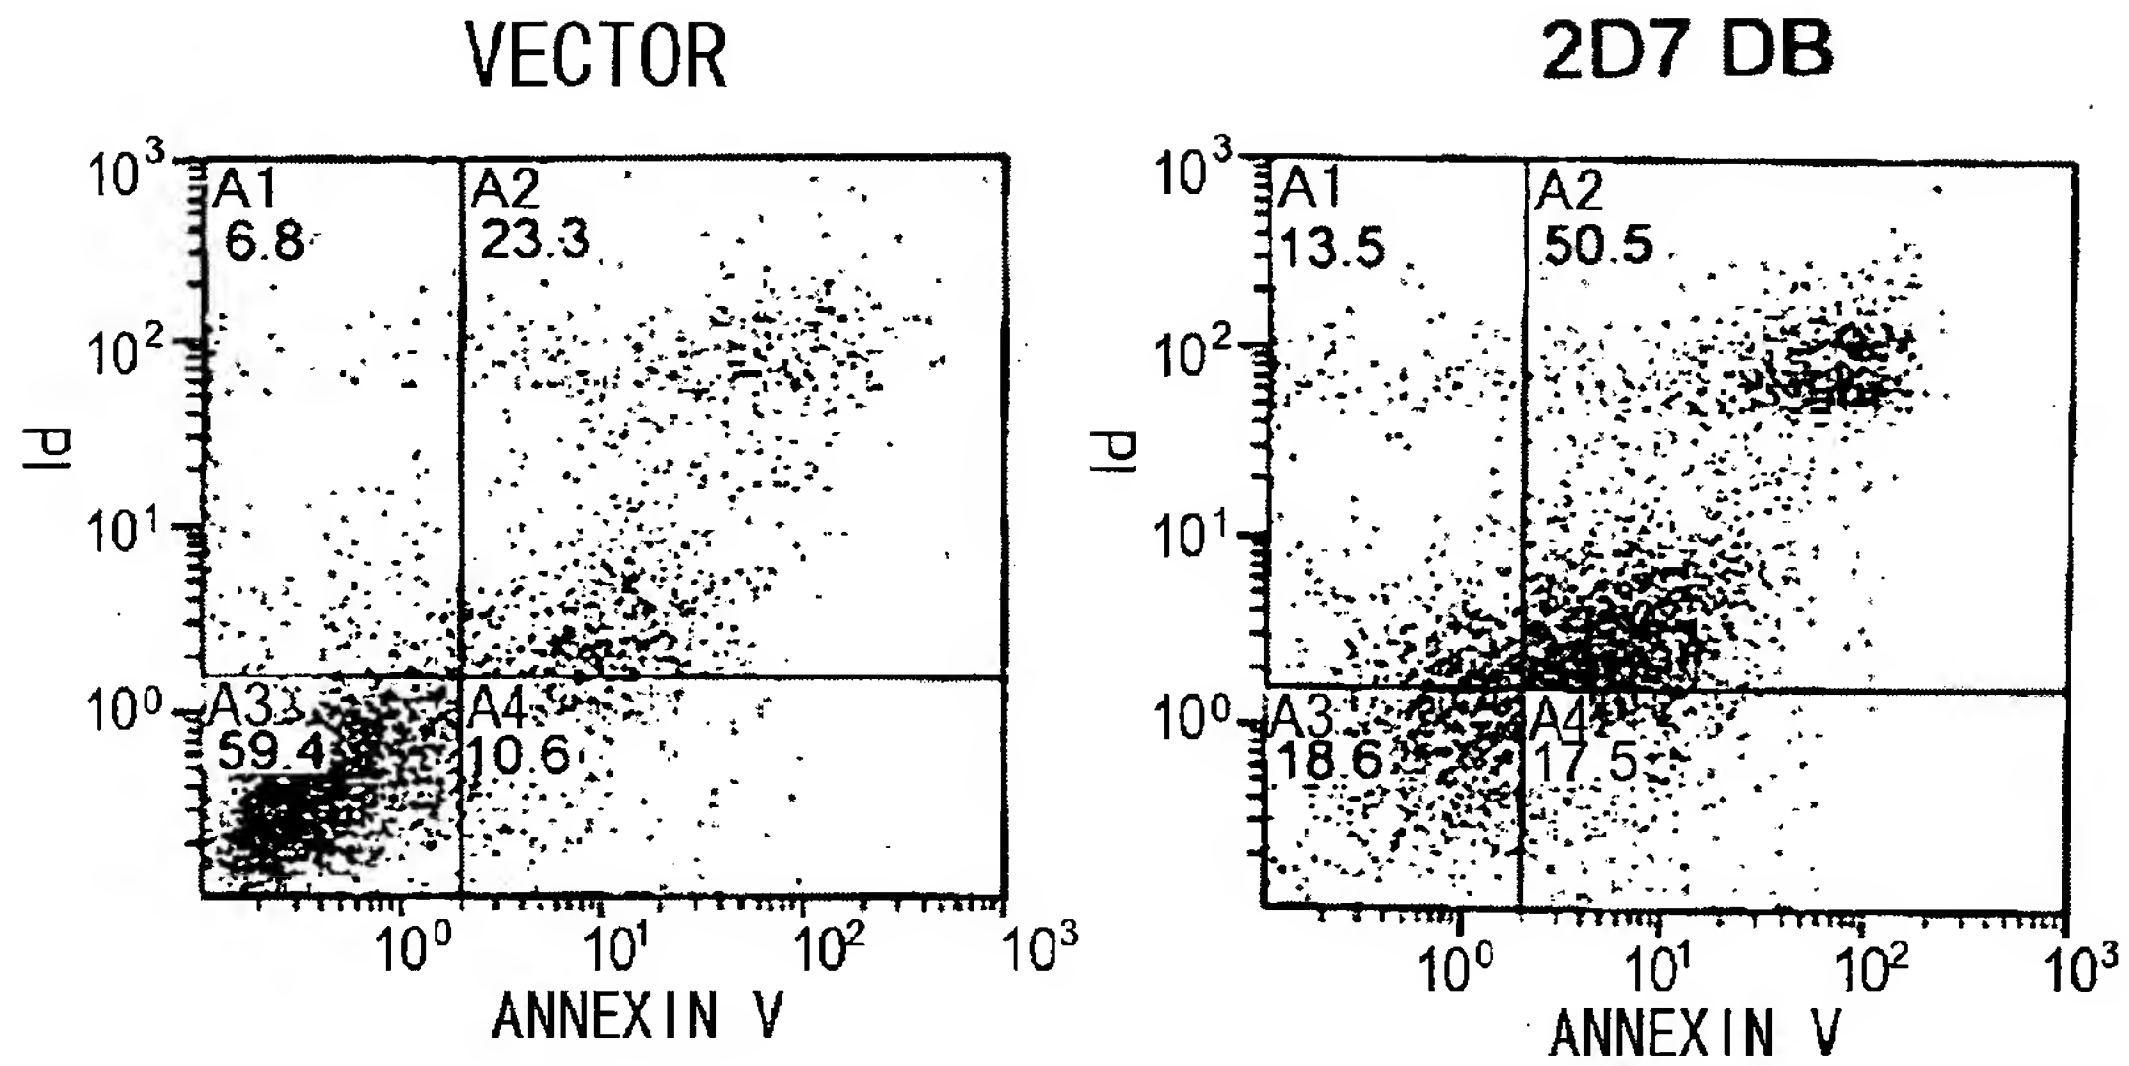 VECTOR
10³
A1
6.8
A2
23.3
10²
PI
10¹
10⁰
A3
59.4
A4
10.6
10⁰ 10¹ 10² 10³
ANNEXIN V
2D7 DB
10³
A1
13.5
A2
50.5
10²
PI
10¹
10⁰
A3
18.6
A4
17.5
10⁰ 10¹ 10² 10³
ANNEXIN V